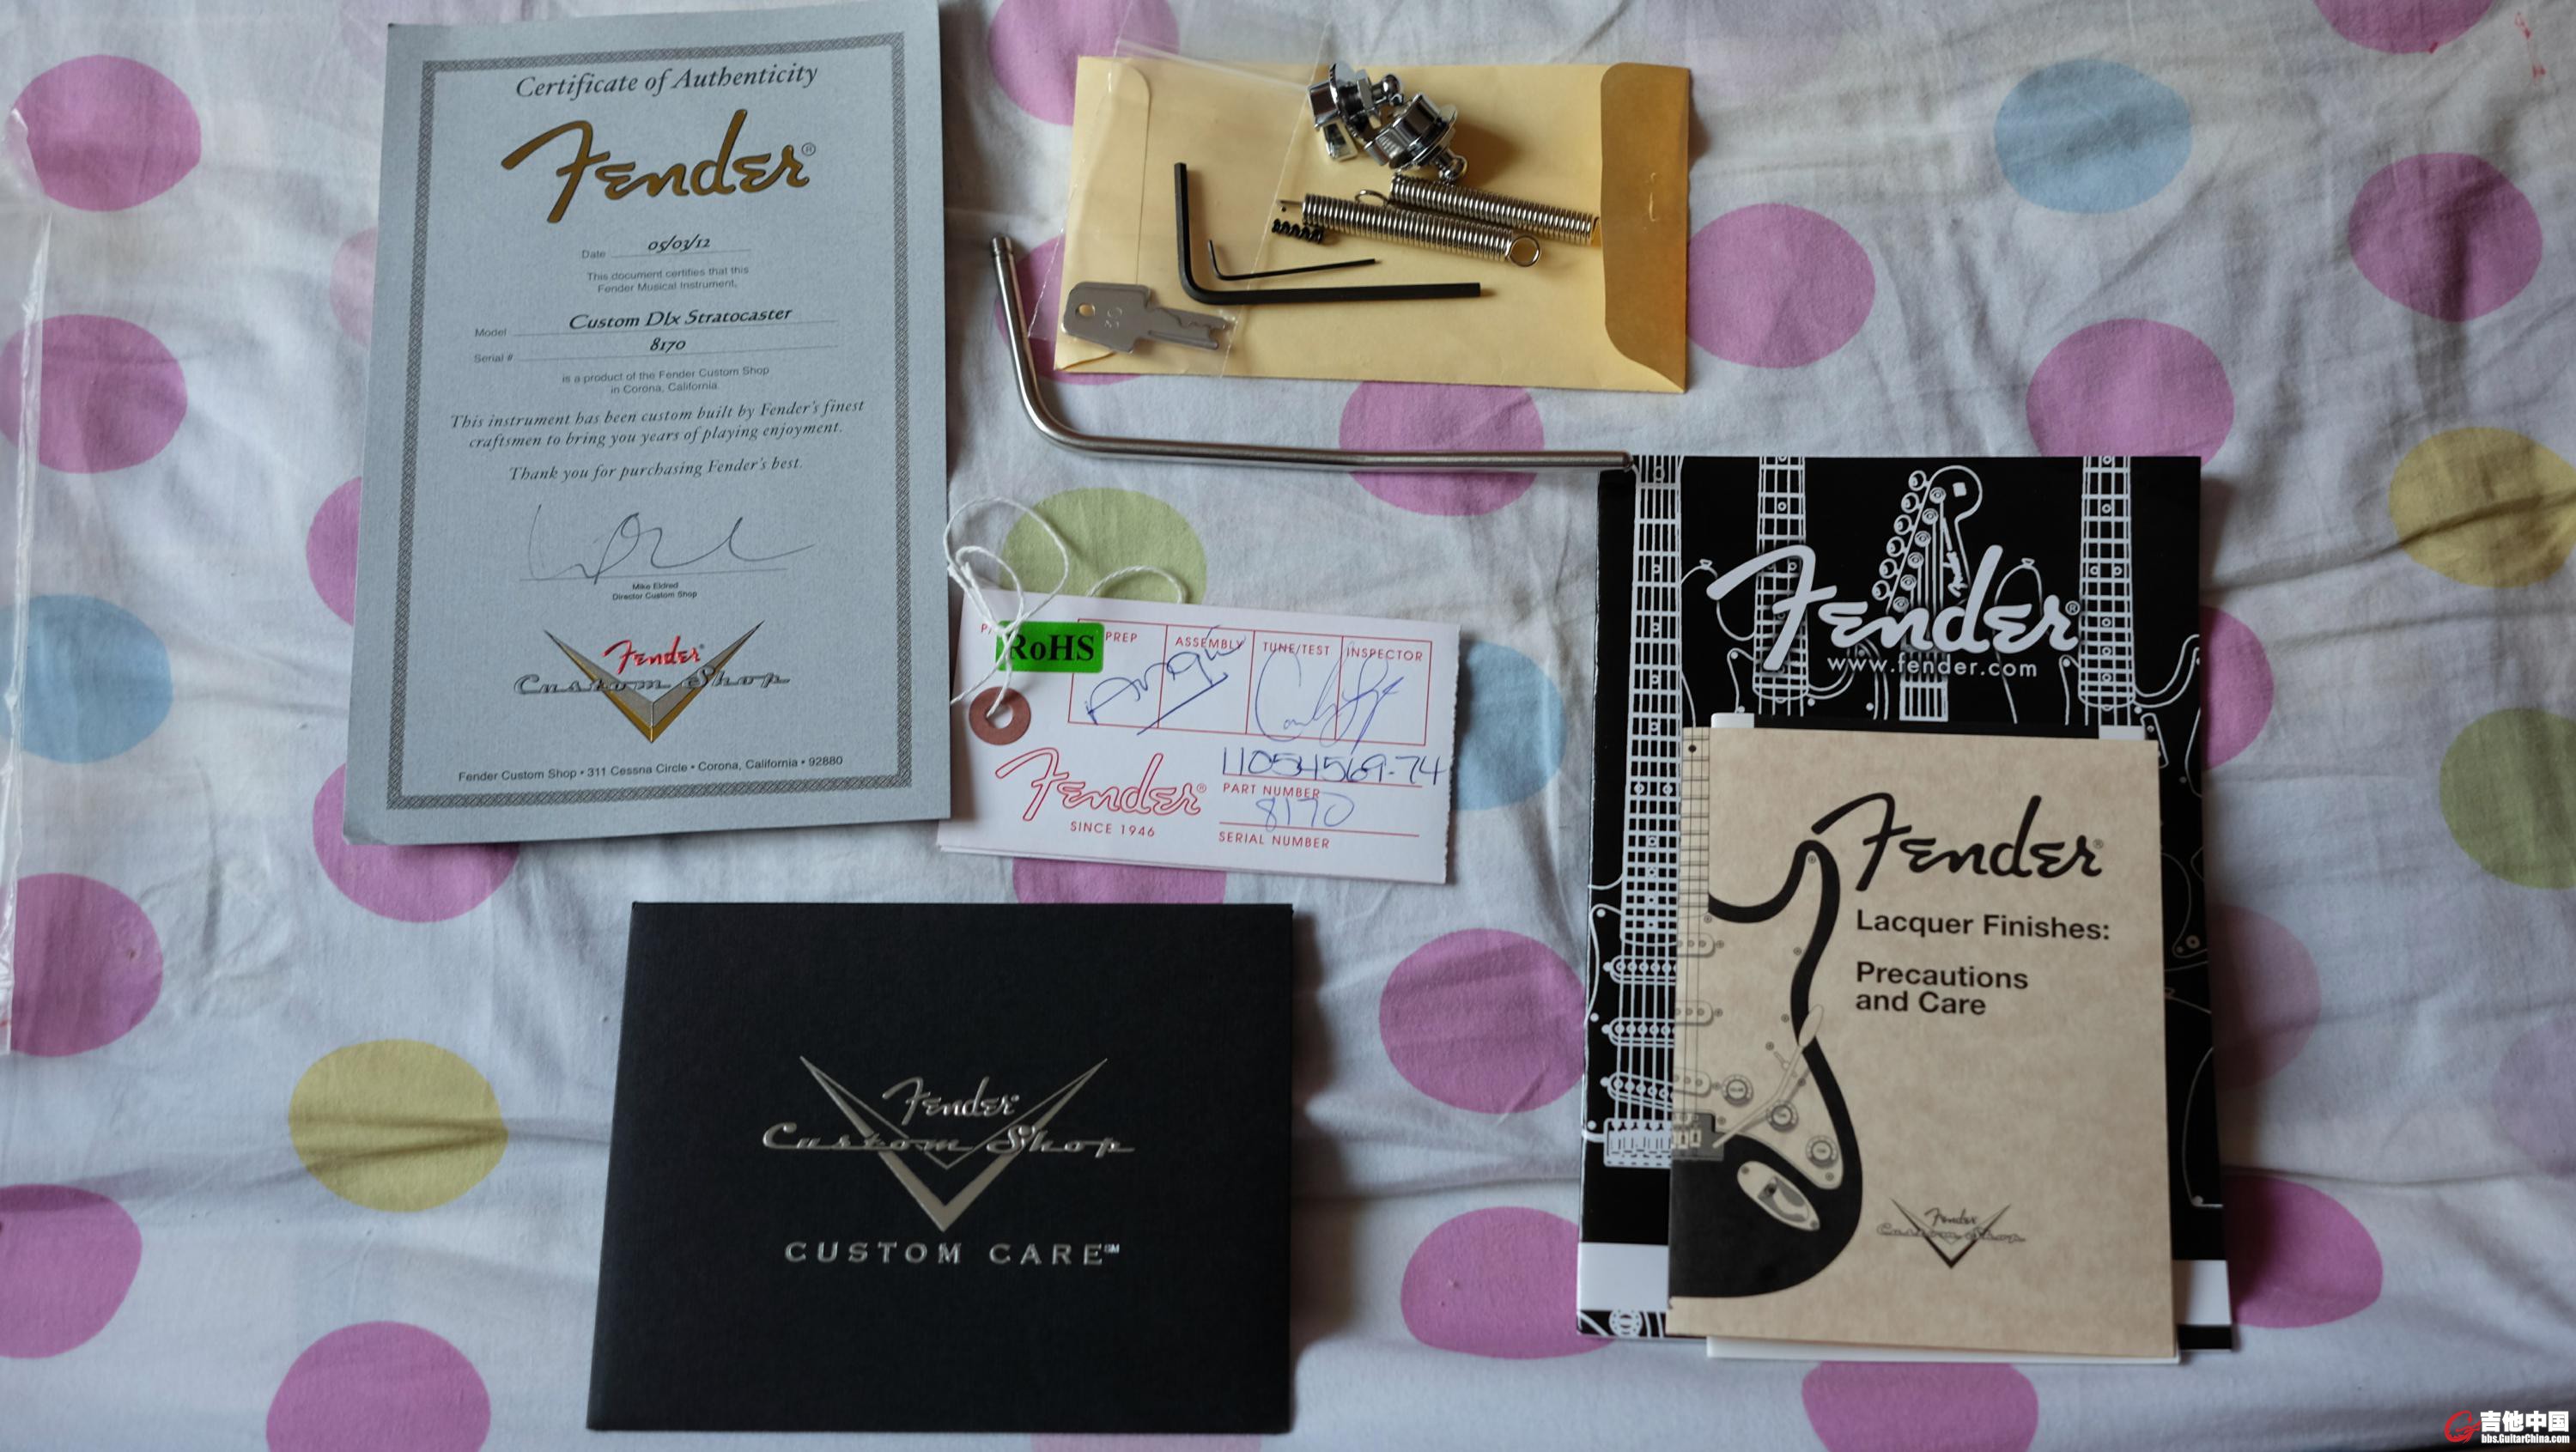 Certificate of Authenticity
Fender®
Date 05/03/12
This document certifies that this
Fender Musical Instrument,
Model Custom Dlx Stratocaster
Serial # 8170
is a product of the Fender Custom Shop
in Corona, California
This instrument has been custom built by Fender's finest
craftsmen to bring you years of playing enjoyment.
Thank you for purchasing Fender's best.
Mike Eldred
Director Custom Shop
Fender
Custom Shop
Fender Custom Shop • 311 Cessna Circle • Corona, California • 92880
RoHS
PREP
ASSEMBLY
TUNE/TEST
INSPECTOR
11054569-74
PART NUMBER
8170
SERIAL NUMBER
Fender®
SINCE 1946
Fender®
www.fender.com
Fender®
Lacquer Finishes:
Precautions
and Care
Fender
Custom Shop
Fender
Custom Shop
CUSTOM CARE℠
吉他中国
bbs.GuitarChina.com